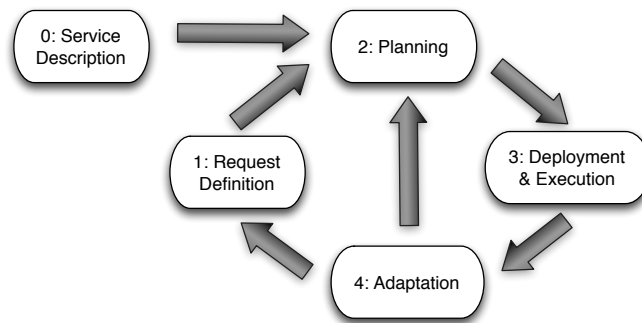 0: Service
Description
2: Planning
1: Request
Definition
3: Deployment
& Execution
4: Adaptation